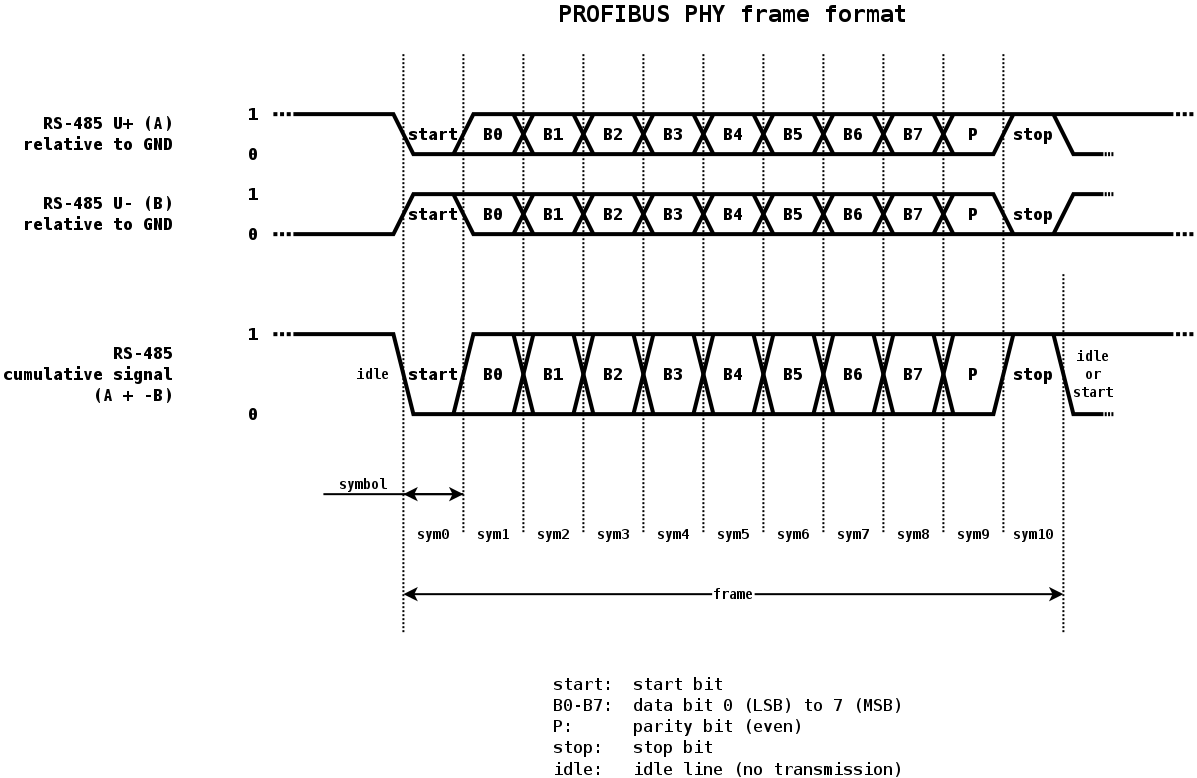 PROFIBUS PHY frame format
RS-485 U+ (A)
relative to GND
1
0
start B0 B1 B2 B3 B4 B5 B6 B7 P stop
RS-485 U- (B)
relative to GND
1
0
start B0 B1 B2 B3 B4 B5 B6 B7 P stop
RS-485
cumulative signal
(A + -B)
1
0
idle start B0 B1 B2 B3 B4 B5 B6 B7 P stop
idle
or
start
symbol
sym0 sym1 sym2 sym3 sym4 sym5 sym6 sym7 sym8 sym9 sym10
frame
start: start bit
B0-B7: data bit 0 (LSB) to 7 (MSB)
P: parity bit (even)
stop: stop bit
idle: idle line (no transmission)